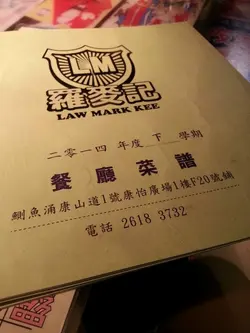 LM
羅麥記
LAW MARK KEE
二零一四 年度 下 學期
餐廳菜譜
鰂魚涌康山道1號康怡廣場1樓F20號鋪
電話 2618 3732